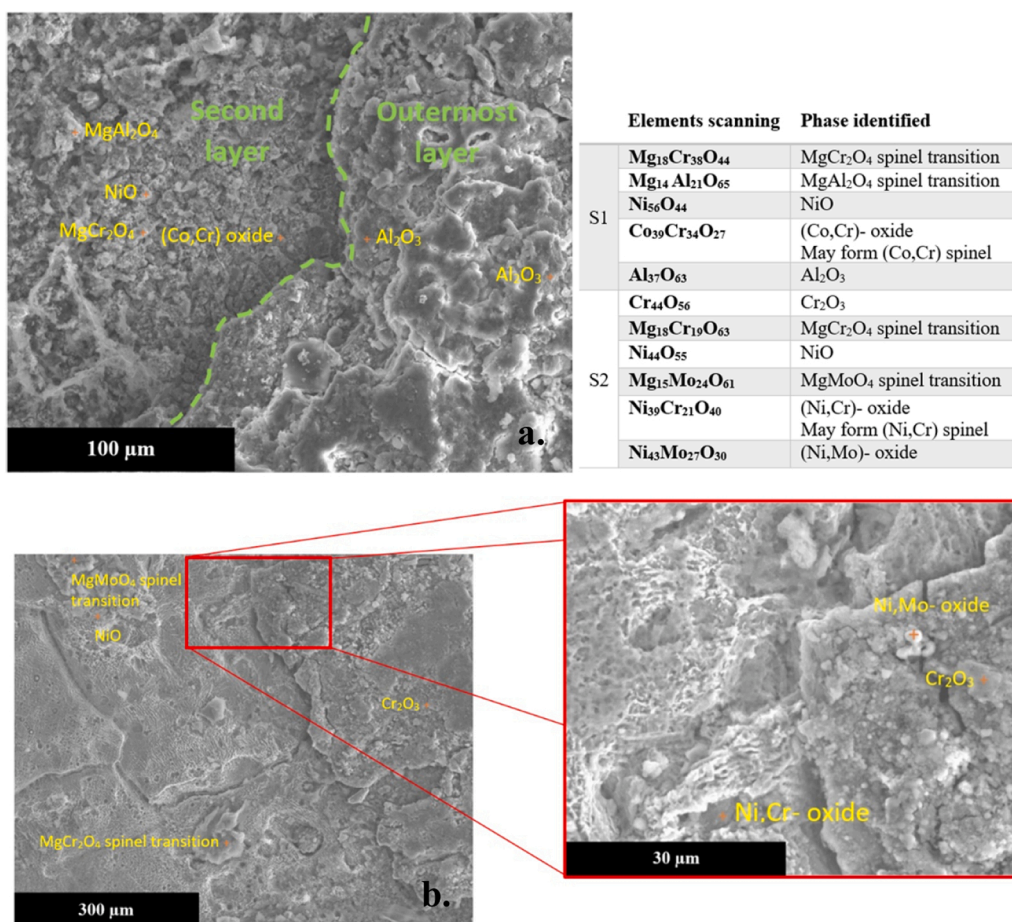 Second
layer
Outermost
layer
MgAl₂O₄
NiO
MgCr₂O₄
(Co,Cr) oxide
Al₂O₃
Al₂O₃
100 µm
a.
Elements scanning Phase identified
S1
Mg₁₈Cr₃₈O₄₄ MgCr₂O₄ spinel transition
Mg₁₄ Al₂₁O₆₅ MgAl₂O₄ spinel transition
Ni₅₆O₄₄ NiO
Co₃₉Cr₃₄O₂₇ (Co,Cr)- oxide
May form (Co,Cr) spinel
Al₃₇O₆₃ Al₂O₃
S2
Cr₄₄O₅₆ Cr₂O₃
Mg₁₈Cr₁₉O₆₃ MgCr₂O₄ spinel transition
Ni₄₄O₅₅ NiO
Mg₁₅Mo₂₄O₆₁ MgMoO₄ spinel transition
Ni₃₉Cr₂₁O₄₀ (Ni,Cr)- oxide
May form (Ni,Cr) spinel
Ni₄₃Mo₂₇O₃₀ (Ni,Mo)- oxide
MgMoO₄ spinel
transition
NiO
Cr₂O₃
MgCr₂O₄ spinel transition
300 µm
b.
Ni,Mo- oxide
Cr₂O₃
Ni,Cr- oxide
30 µm